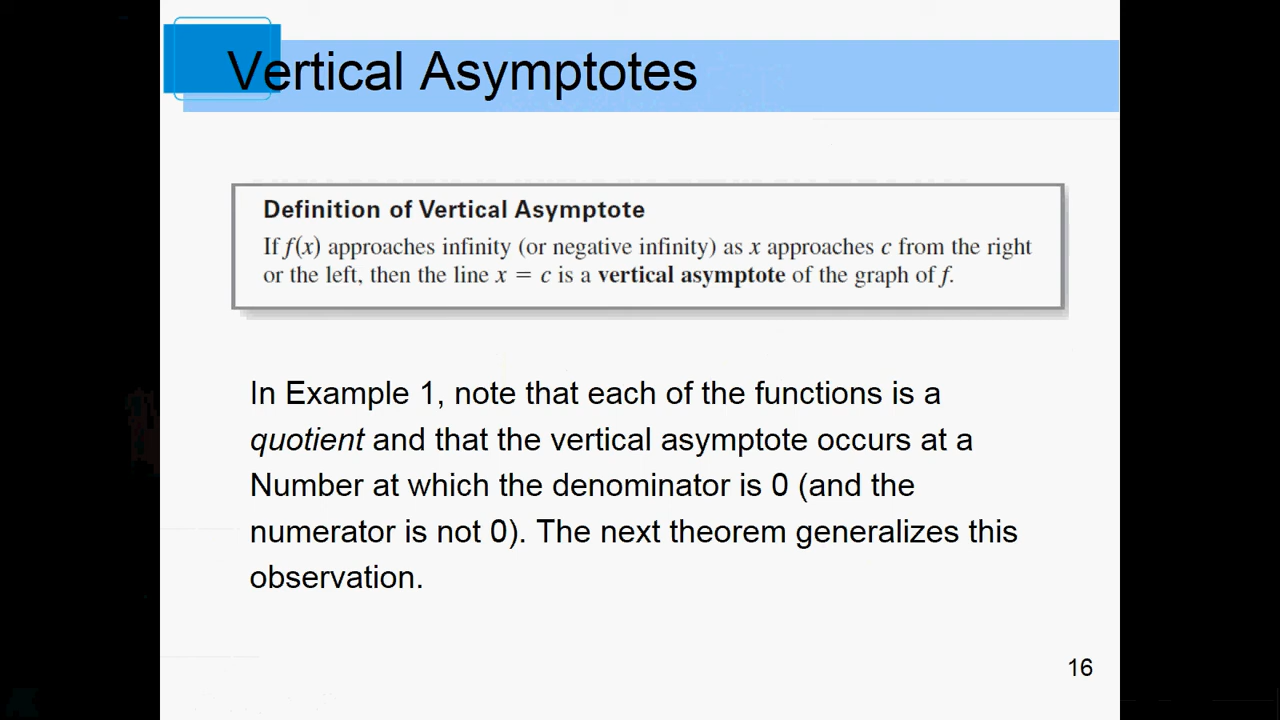 Vertical Asymptotes
Definition of Vertical Asymptote
If f(x) approaches infinity (or negative infinity) as x approaches c from the right
or the left, then the line x = c is a vertical asymptote of the graph of f.
In Example 1, note that each of the functions is a
quotient and that the vertical asymptote occurs at a
Number at which the denominator is 0 (and the
numerator is not 0). The next theorem generalizes this
observation.
16